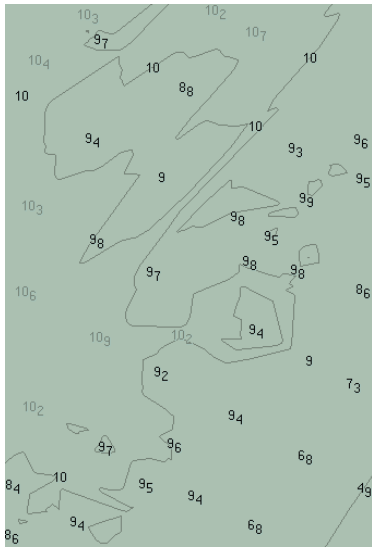 10₃ 10₂
9₇ 10₇
10₄ 10 10
10 8₈
10
9₄ 9₃ 9₆
9 9₅
10₃ 9₈ 9₉
9₈ 9₅
9₇ 9₈ 9₈
10₆ 8₆
10₉ 10₂ 9₄
9₂ 9
7₃
10₂ 9₄
9₇ 9₆ 6₈
8₄ 10 9₅ 9₄ 4₉
9₄ 6₈
8₆